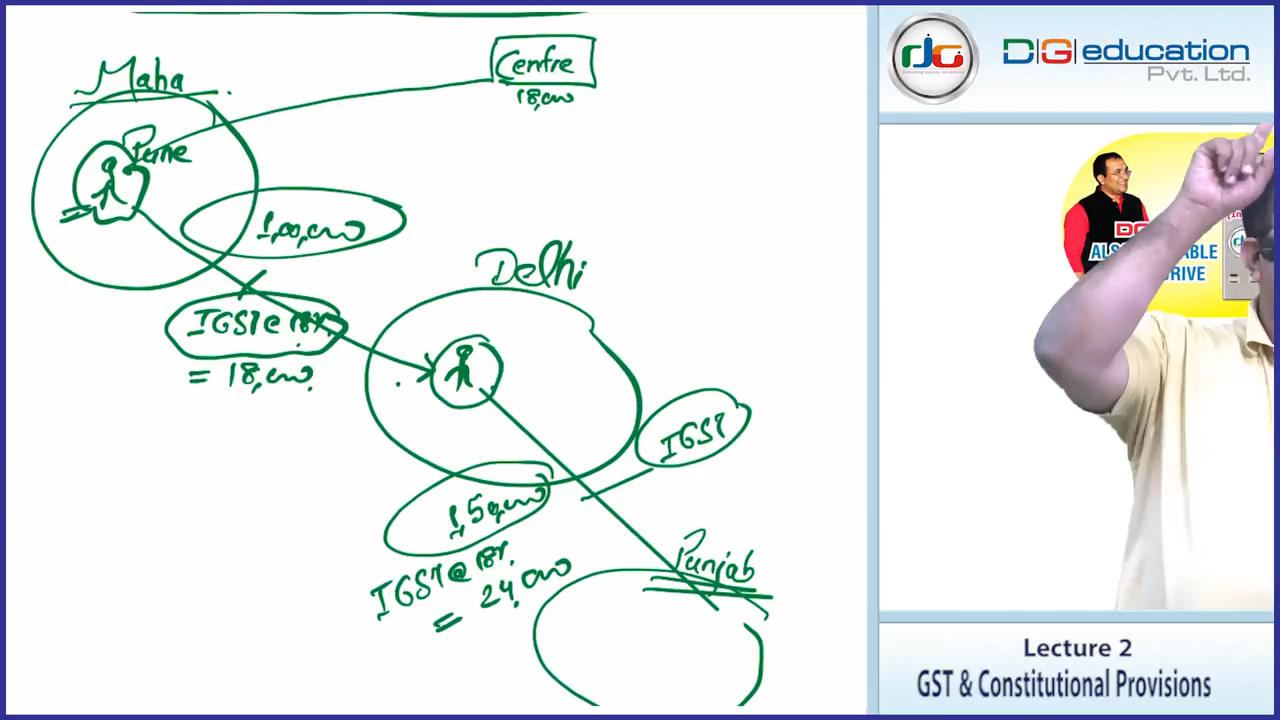 Maha
Centre
18,000
Pune
1,00,000
Delhi
IGST @ 18%
= 18,000
IGST
1,50,000
IGST @ 18%
= 24,000
Punjab
DG education
Pvt. Ltd.
DG
Lecture 2
GST & Constitutional Provisions